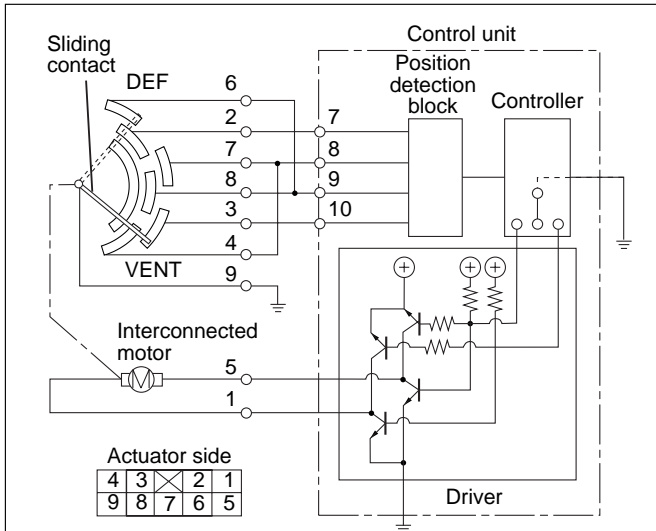 Control unit
Sliding
contact
DEF
Position
detection
block
Controller
6
2
7
7
8
8
9
3
10
4
VENT
9
+ + +
Interconnected
motor
M
5
1
Actuator side
4 3 2 1
9 8 7 6 5
Driver